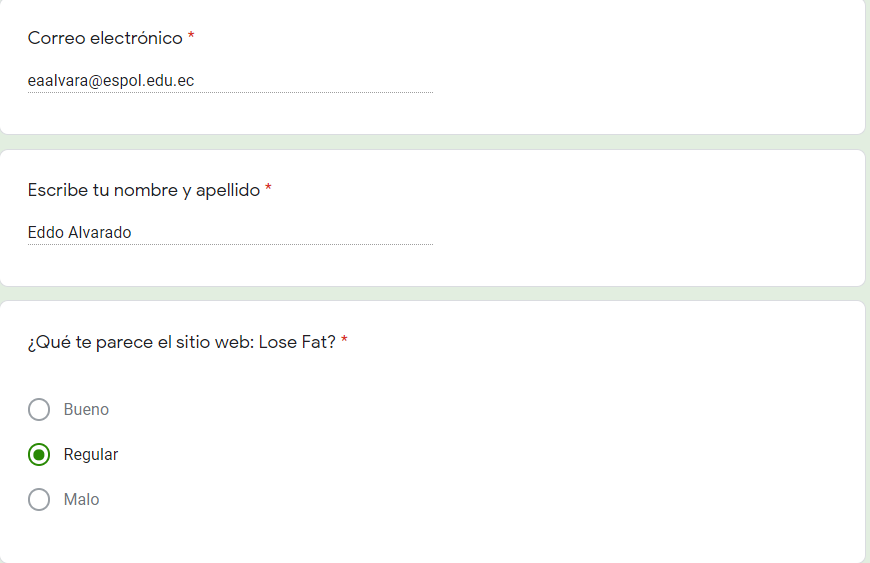 Correo electrónico *
eaalvara@espol.edu.ec
Escribe tu nombre y apellido *
Eddo Alvarado
¿Qué te parece el sitio web: Lose Fat? *
Bueno
Regular
Malo